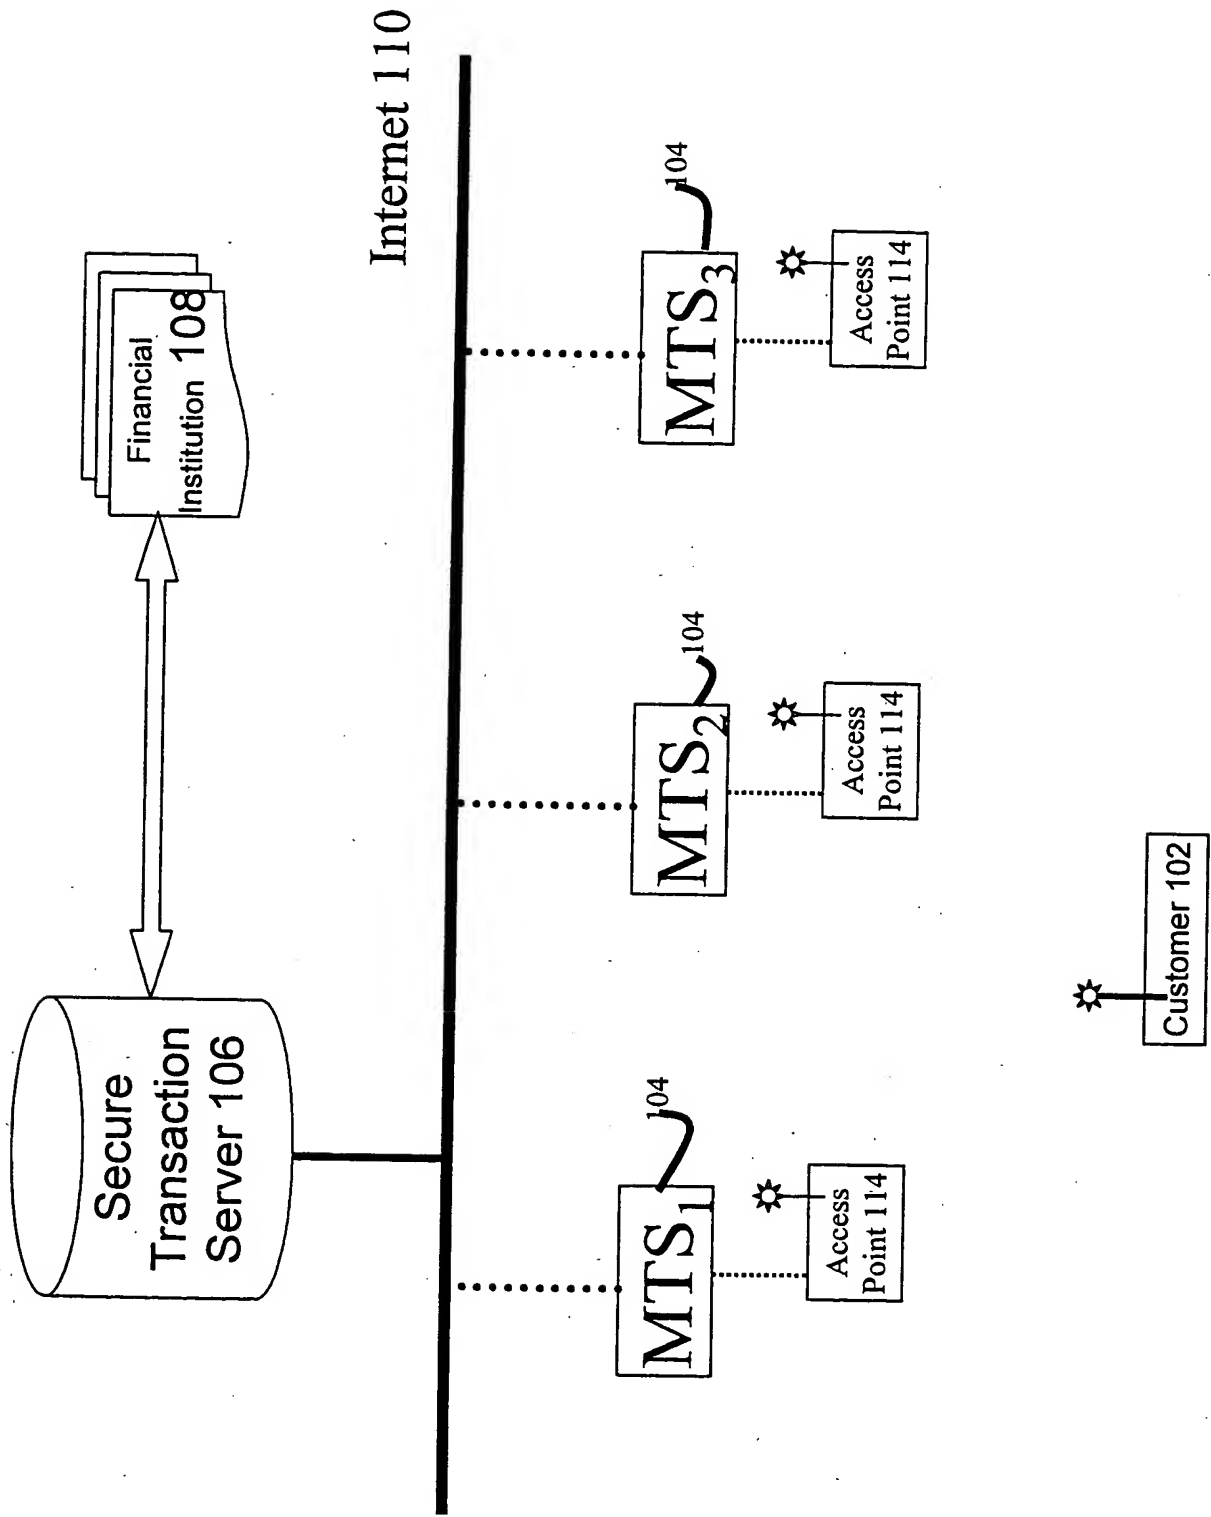 Secure
Transaction
Server 106
Financial
Institution 108
Internet 110
MTS1
104
MTS2
104
MTS3
104
Access
Point 114
Access
Point 114
Access
Point 114
Customer 102